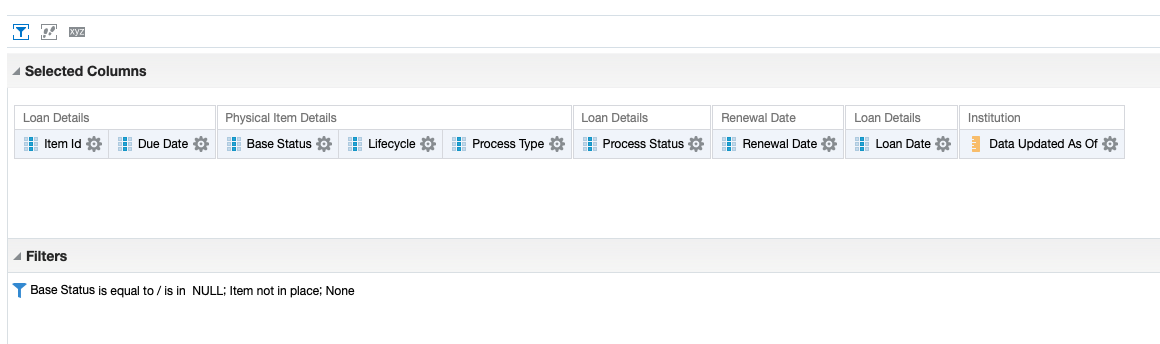 xyz
Selected Columns
Loan Details Physical Item Details Loan Details Renewal Date Loan Details Institution
Item Id Due Date Base Status Lifecycle Process Type Process Status Renewal Date Loan Date Data Updated As Of
Filters
Base Status is equal to / is in NULL; Item not in place; None